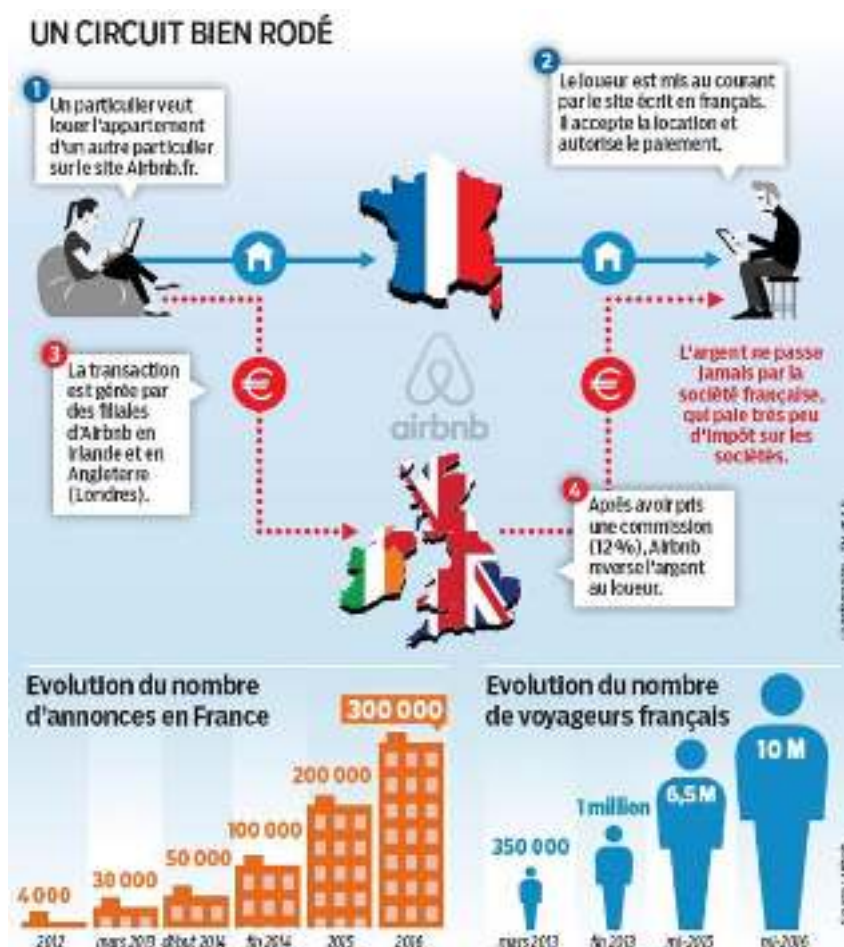 UN CIRCUIT BIEN RODÉ
1
Un particulier veut
louer l'appartement
d'un autre particulier
sur le site Airbnb.fr.
2
Le loueur est mis au courant
par le site écrit en français.
Il accepte la location et
autorise le paiement.
3
La transaction
est gérée par
des filiales
d'Airbnb en
Irlande et en
Angleterre
(Londres).
€
airbnb
€
L'argent ne passe
jamais par la
société française,
qui paie très peu
d'impôt sur les
sociétés.
4
Après avoir pris
une commission
(12 %), Airbnb
reverse l'argent
au loueur.
Evolution du nombre
d'annonces en France
4 000
30 000
50 000
100 000
200 000
300 000
2012
mars 2013
début 2014
fin 2014
2015
2016
Evolution du nombre
de voyageurs français
350 000
1 million
6,5 M
10 M
mars 2013
fin 2013
mi-2015
mi-2016